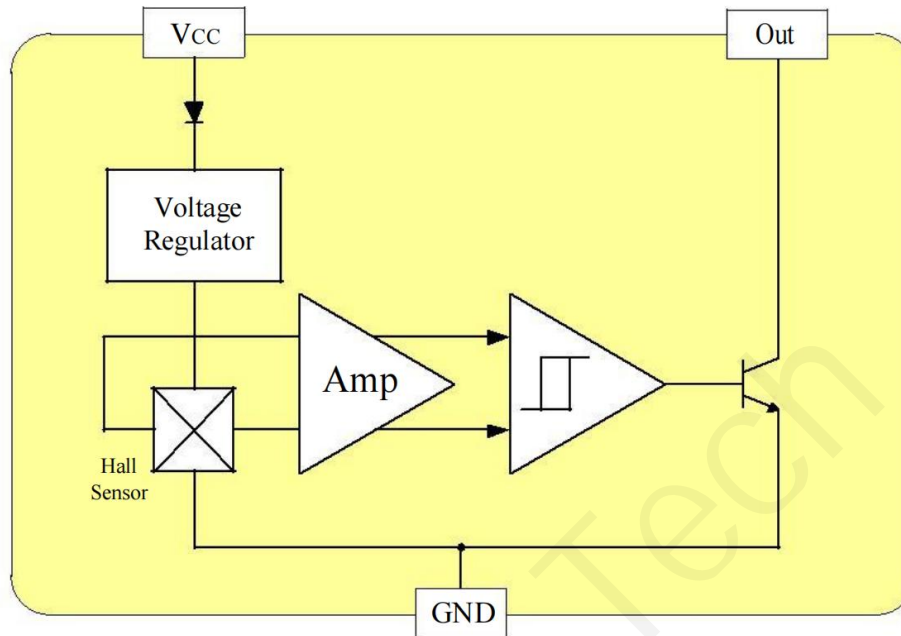 Vcc
Out
Voltage
Regulator
Amp
Hall
Sensor
GND
Tech